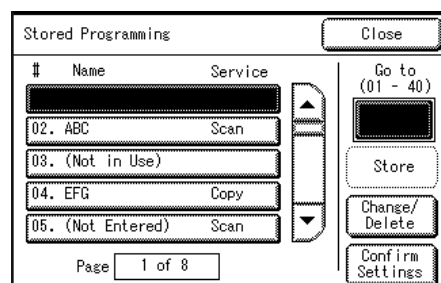 Stored Programming
Close
# Name Service
Go to
(01 - 40)
02. ABC Scan
03. (Not in Use)
Store
04. EFG Copy
Change/
Delete
05. (Not Entered) Scan
Page 1 of 8
Confirm
Settings